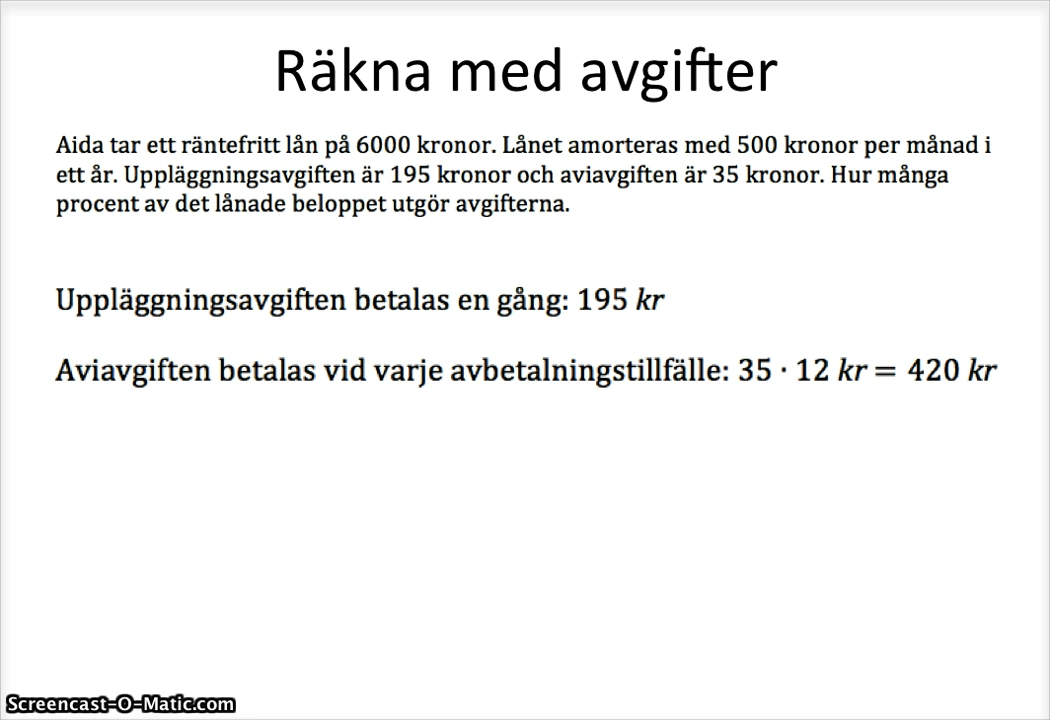 Räkna med avgifter
Aida tar ett räntefritt lån på 6000 kronor. Lånet amorteras med 500 kronor per månad i
ett år. Uppläggningsavgiften är 195 kronor och aviavgiften är 35 kronor. Hur många
procent av det lånade beloppet utgör avgifterna.
Uppläggningsavgiften betalas en gång: 195 kr
Aviavgiften betalas vid varje avbetalningstillfälle: 35 · 12 kr = 420 kr
Screencast-O-Matic.com